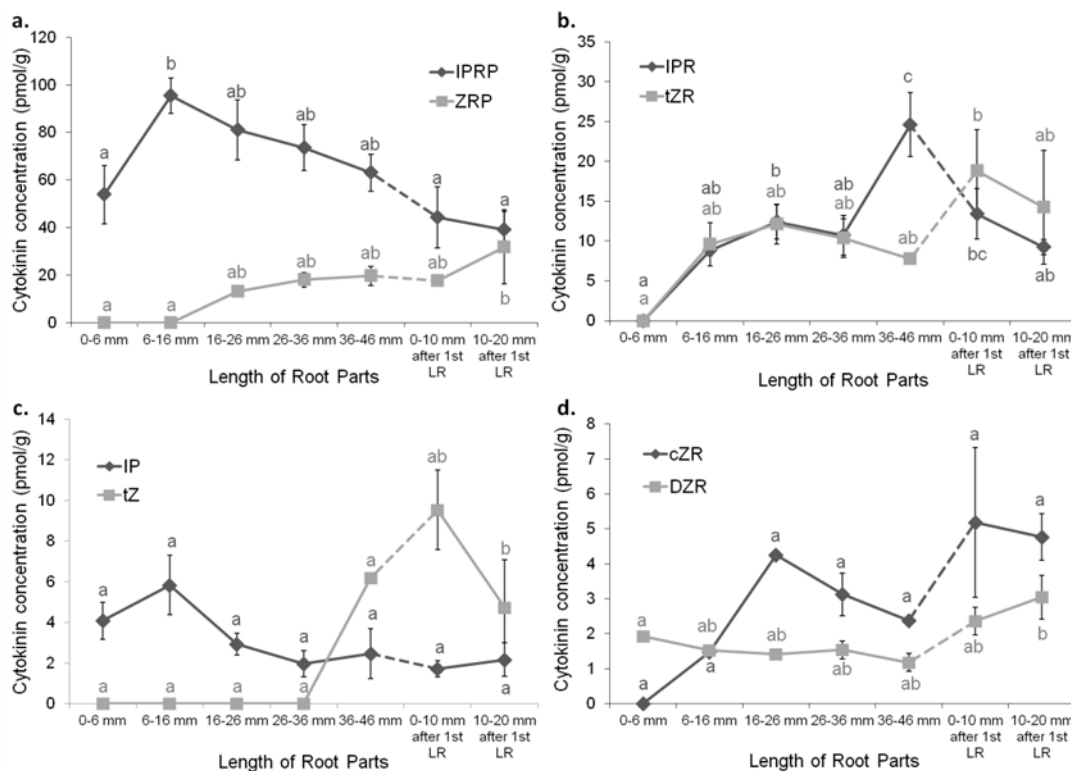 a.
Cytokinin concentration (pmol/g)
120
100
80
60
40
20
0
IPRP
ZRP
a
b
ab
ab
ab
a
a
a
a
ab
ab
ab
ab
b
0-6 mm
6-16 mm
16-26 mm
26-36 mm
36-46 mm
0-10 mm
after 1st
LR
10-20 mm
after 1st
LR
Length of Root Parts
b.
Cytokinin concentration (pmol/g)
35
30
25
20
15
10
5
0
IPR
tZR
a
a
ab
ab
b
ab
ab
ab
c
ab
b
bc
ab
ab
0-6 mm
6-16 mm
16-26 mm
26-36 mm
36-46 mm
0-10 mm
after 1st
LR
10-20 mm
after 1st
LR
Length of Root Parts
c.
Cytokinin concentration (pmol/g)
14
12
10
8
6
4
2
0
IP
tZ
a
a
a
a
a
a
a
a
a
a
a
a
ab
b
0-6 mm
6-16 mm
16-26 mm
26-36 mm
36-46 mm
0-10 mm
after 1st
LR
10-20 mm
after 1st
LR
Length of Root Parts
d.
Cytokinin concentration (pmol/g)
8
7
6
5
4
3
2
1
0
cZR
DZR
a
a
ab
a
a
ab
a
ab
a
ab
a
ab
a
b
0-6 mm
6-16 mm
16-26 mm
26-36 mm
36-46 mm
0-10 mm
after 1st
LR
10-20 mm
after 1st
LR
Length of Root Parts